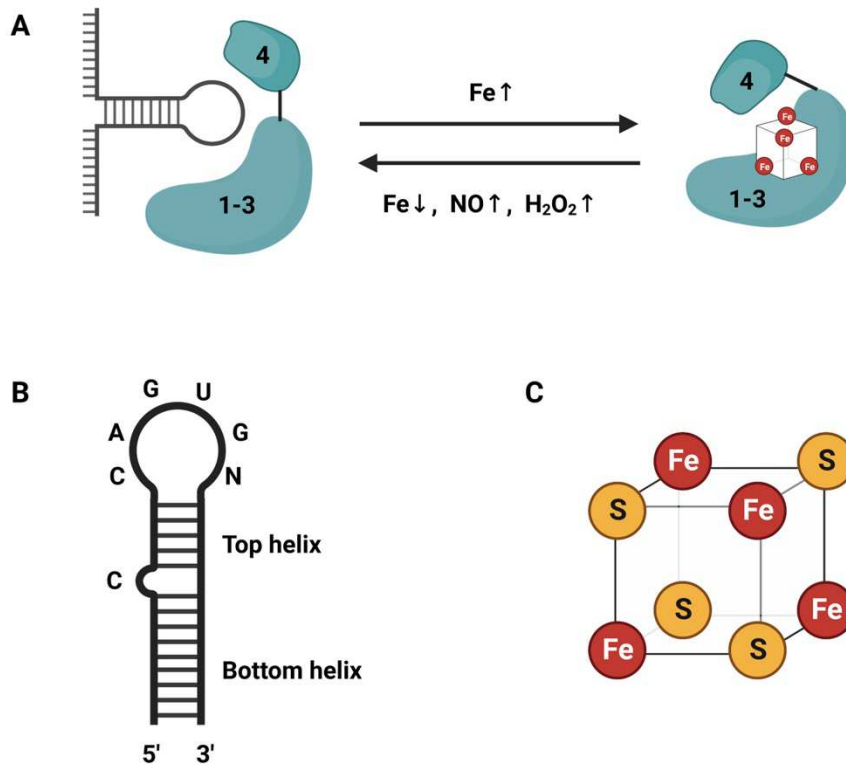 A
4
1-3
Fe↑
Fe↓, NO↑, H₂O₂↑
4
Fe
Fe
Fe
Fe
1-3
B
G U
A G
C N
Top helix
C
Bottom helix
5' 3'
C
Fe S
S Fe
S Fe
Fe S